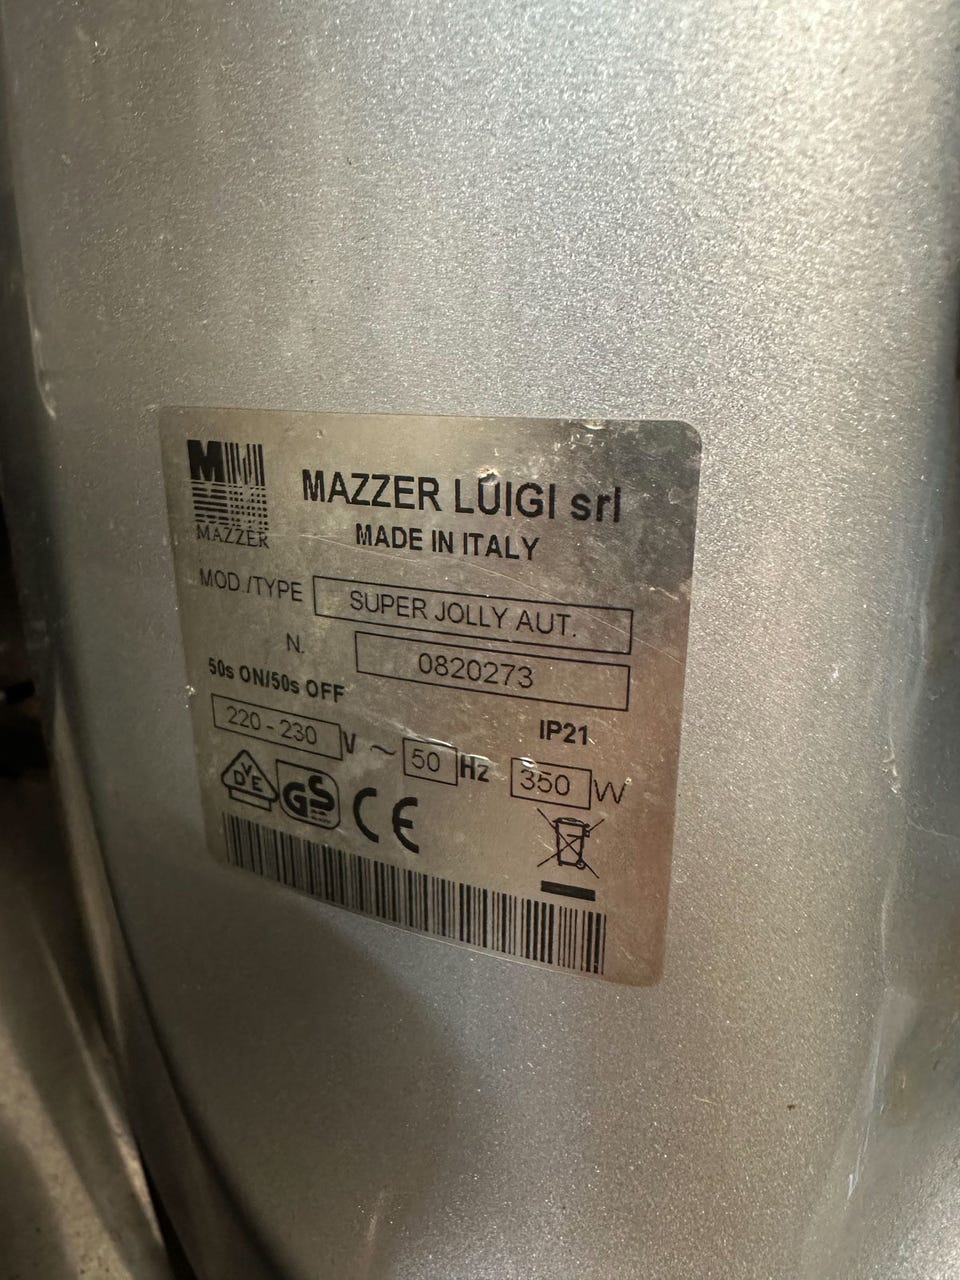 M
MAZZER
MAZZER LUIGI srl
MADE IN ITALY
MOD./TYPE SUPER JOLLY AUT.
N. 0820273
50s ON/50s OFF
IP21
220 - 230 V ~ 50 Hz 350 W
DVE GS CE